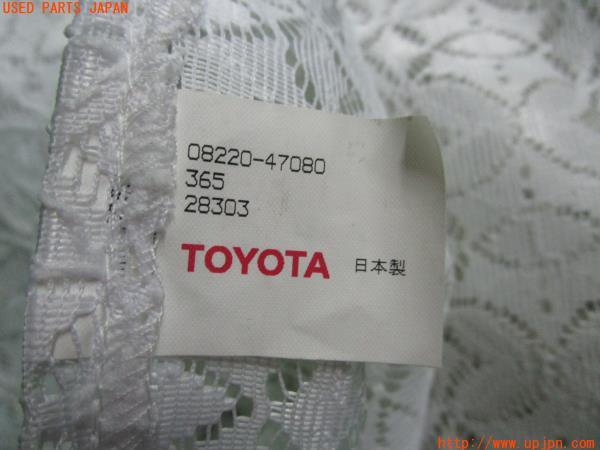 USED PARTS JAPAN
08220-47080
365
28303
TOYOTA 日本製
http://www.upjpn.com